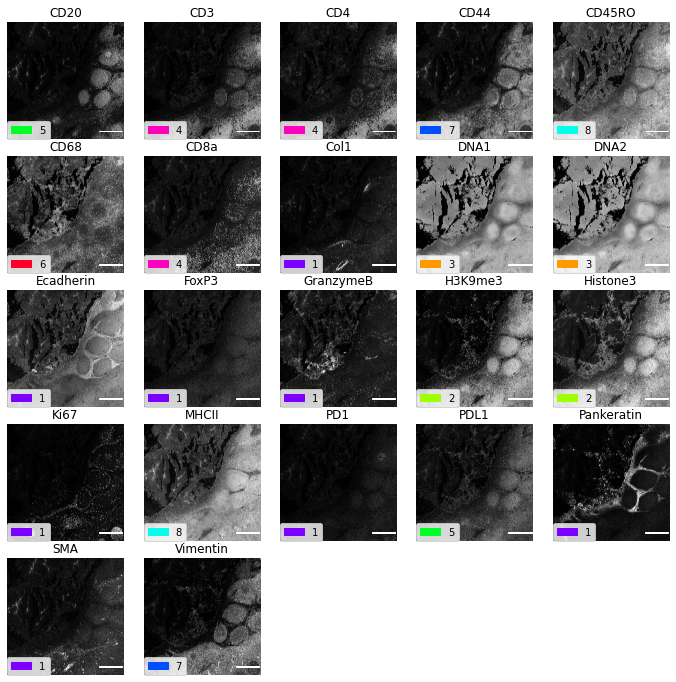 CD20 CD3 CD4 CD44 CD45RO
5 4 4 7 8
CD68 CD8a Col1 DNA1 DNA2
6 4 1 3 3
Ecadherin FoxP3 GranzymeB H3K9me3 Histone3
1 1 1 2 2
Ki67 MHCII PD1 PDL1 Pankeratin
1 8 1 5 1
SMA Vimentin
1 7